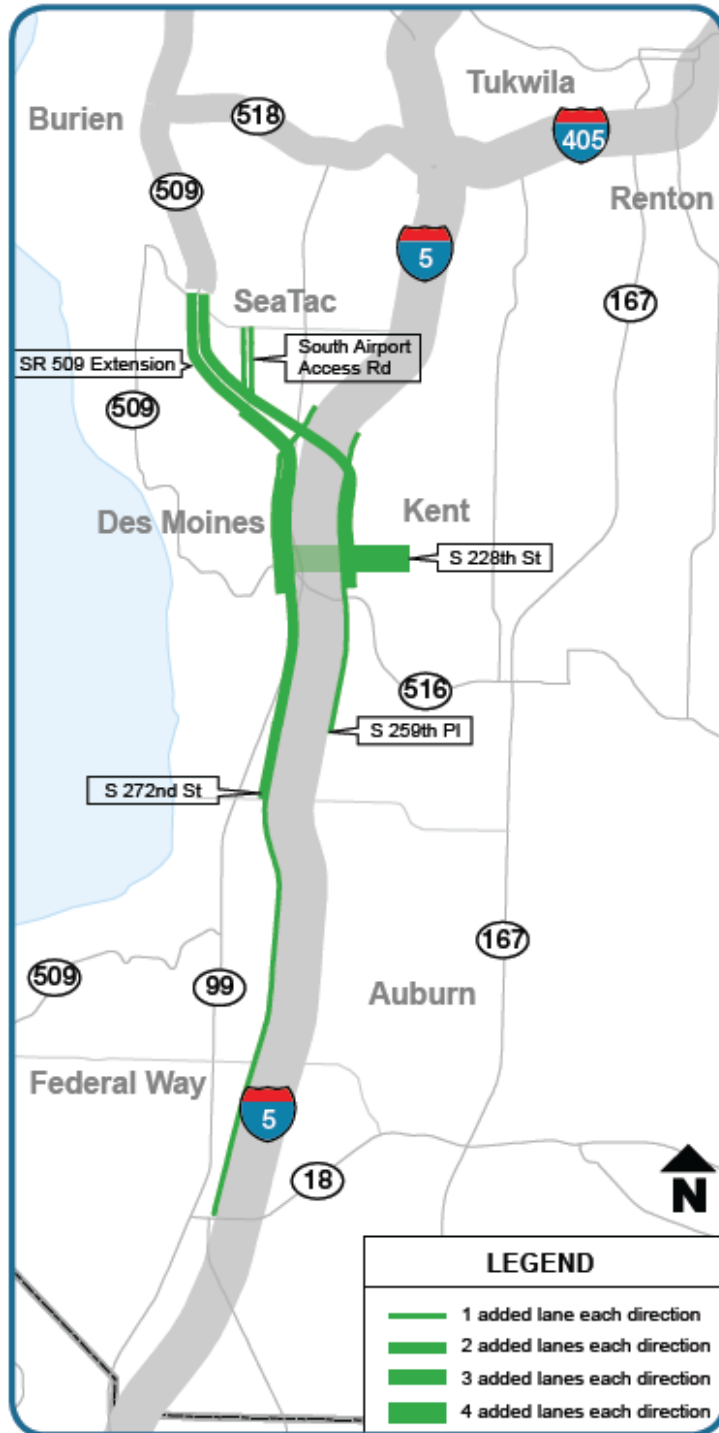 Tukwila
Burien
518
405
509
Renton
5
SeaTac
167
South Airport
Access Rd
SR 509 Extension
509
Des Moines
Kent
S 228th St
516
S 259th Pl
S 272nd St
167
509
99
Auburn
Federal Way
5
18
N
LEGEND
1 added lane each direction
2 added lanes each direction
3 added lanes each direction
4 added lanes each direction